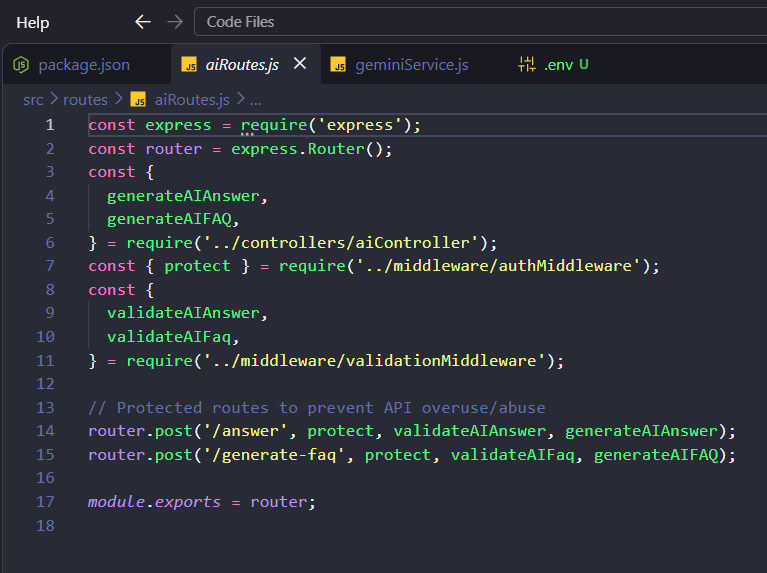 Help
Code Files
package.json
aiRoutes.js
geminiService.js
.env U
src > routes > JS aiRoutes.js > ...
1 const express = require('express');
2 const router = express.Router();
3 const {
4 generateAIAnswer,
5 generateAIFAQ,
6 } = require('../controllers/aiController');
7 const { protect } = require('../middleware/authMiddleware');
8 const {
9 validateAIAnswer,
10 validateAIFaq,
11 } = require('../middleware/validationMiddleware');
12
13 // Protected routes to prevent API overuse/abuse
14 router.post('/answer', protect, validateAIAnswer, generateAIAnswer);
15 router.post('/generate-faq', protect, validateAIFaq, generateAIFAQ);
16
17 module.exports = router;
18